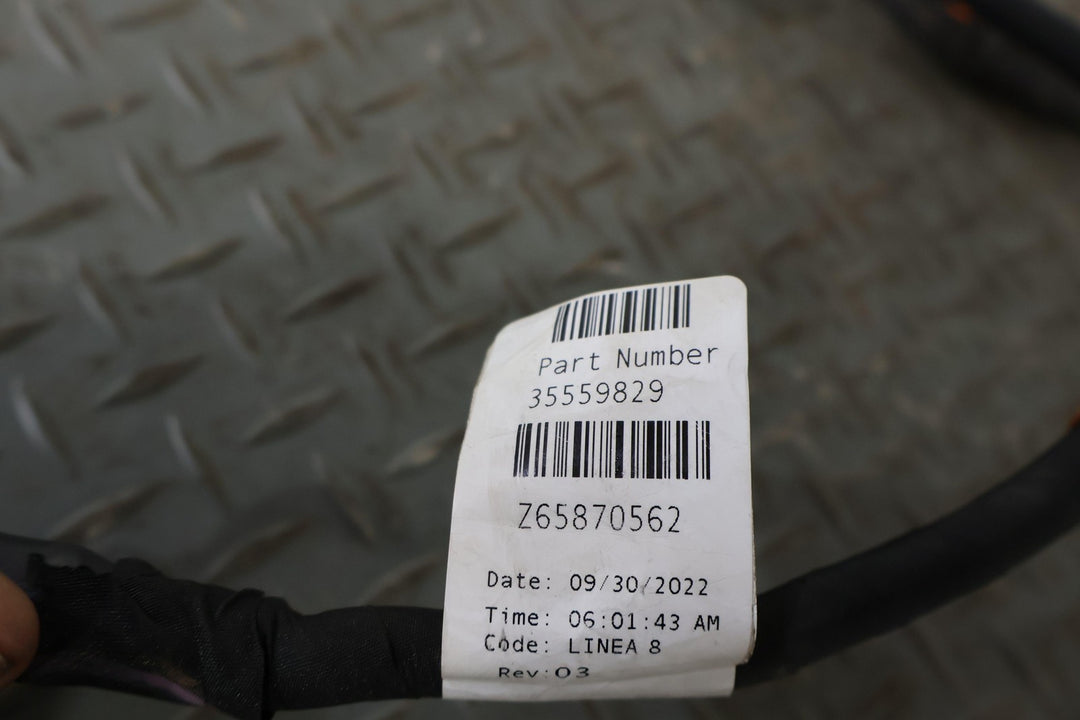 Part Number
35559829
Z65870562
Date: 09/30/2022
Time: 06:01:43 AM
Code: LINEA 8
Rev:03